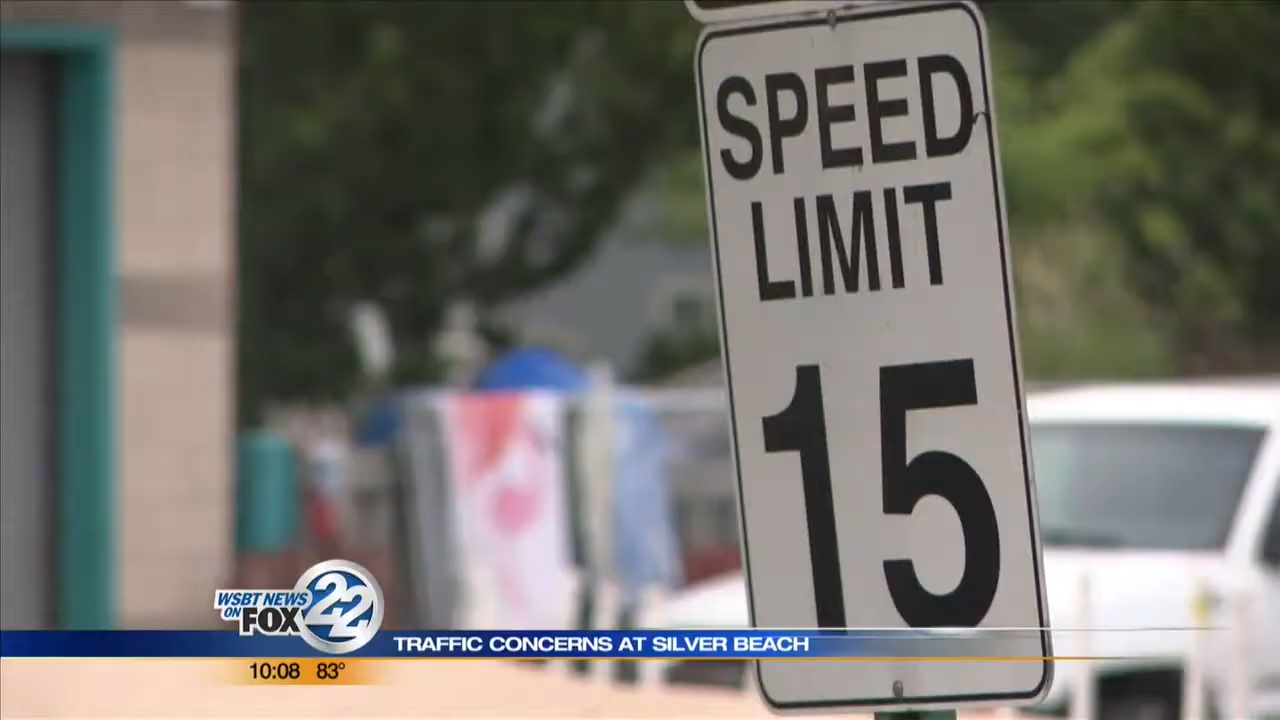 SPEED
LIMIT
15
WSBT NEWS
ON
FOX 22
TRAFFIC CONCERNS AT SILVER BEACH
10:08 83°